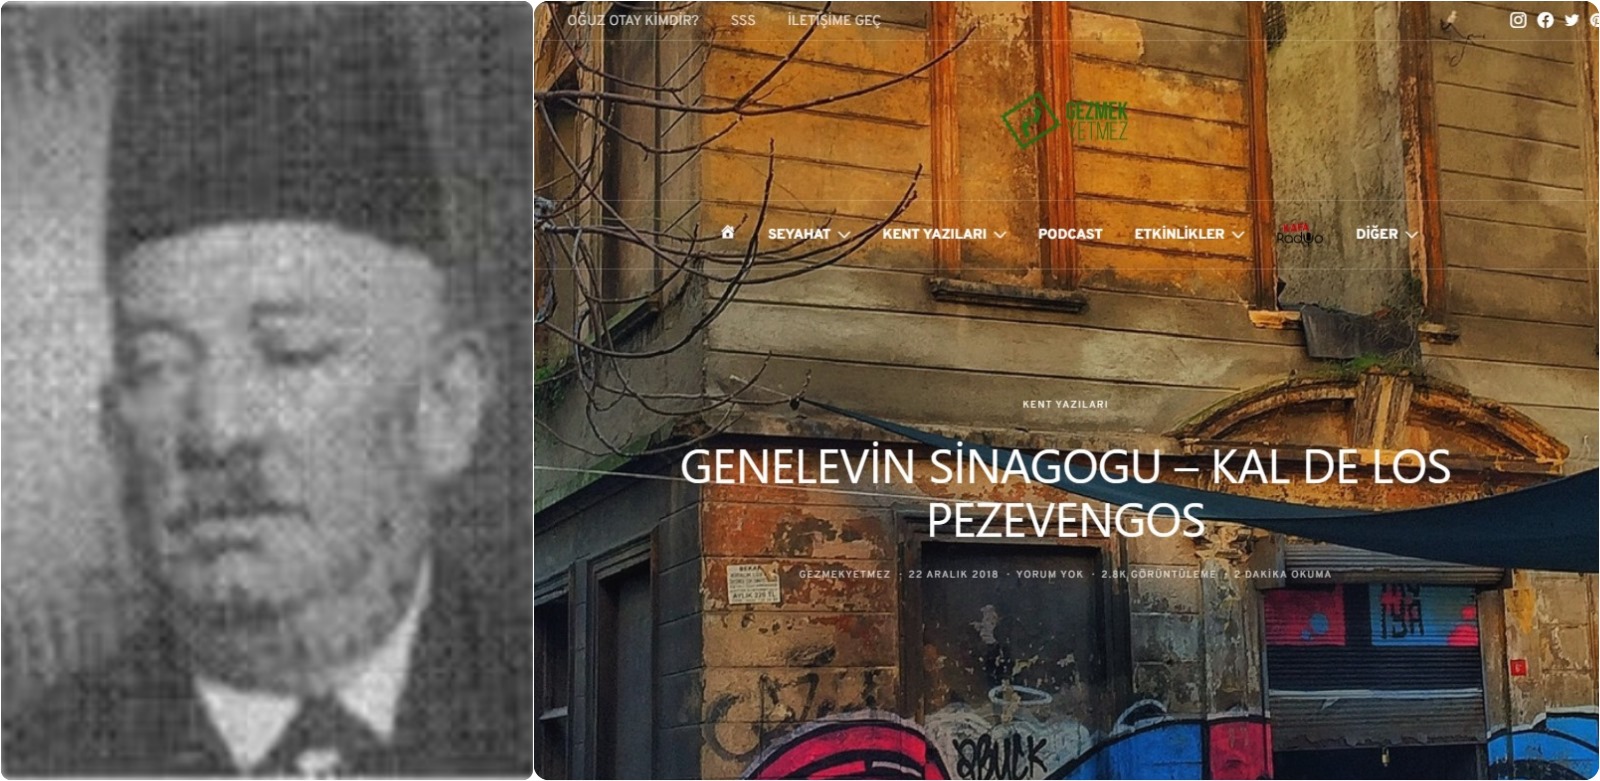 OĞUZ OTAY KİMDİR? SSS İLETİŞİME GEÇ
GEZMEK
YETMEZ
SEYAHAT KENT YAZILARI PODCAST ETKİNLİKLER KAFA Radyo DİĞER
KENT YAZILARI
GENELEVİN SİNAGOGU – KAL DE LOS
PEZEVENGOS
GEZMEKYETMEZ · 22 ARALIK 2018 · YORUM YOK · 2.8K GÖRÜNTÜLEME · 2 DAKİKA OKUMA